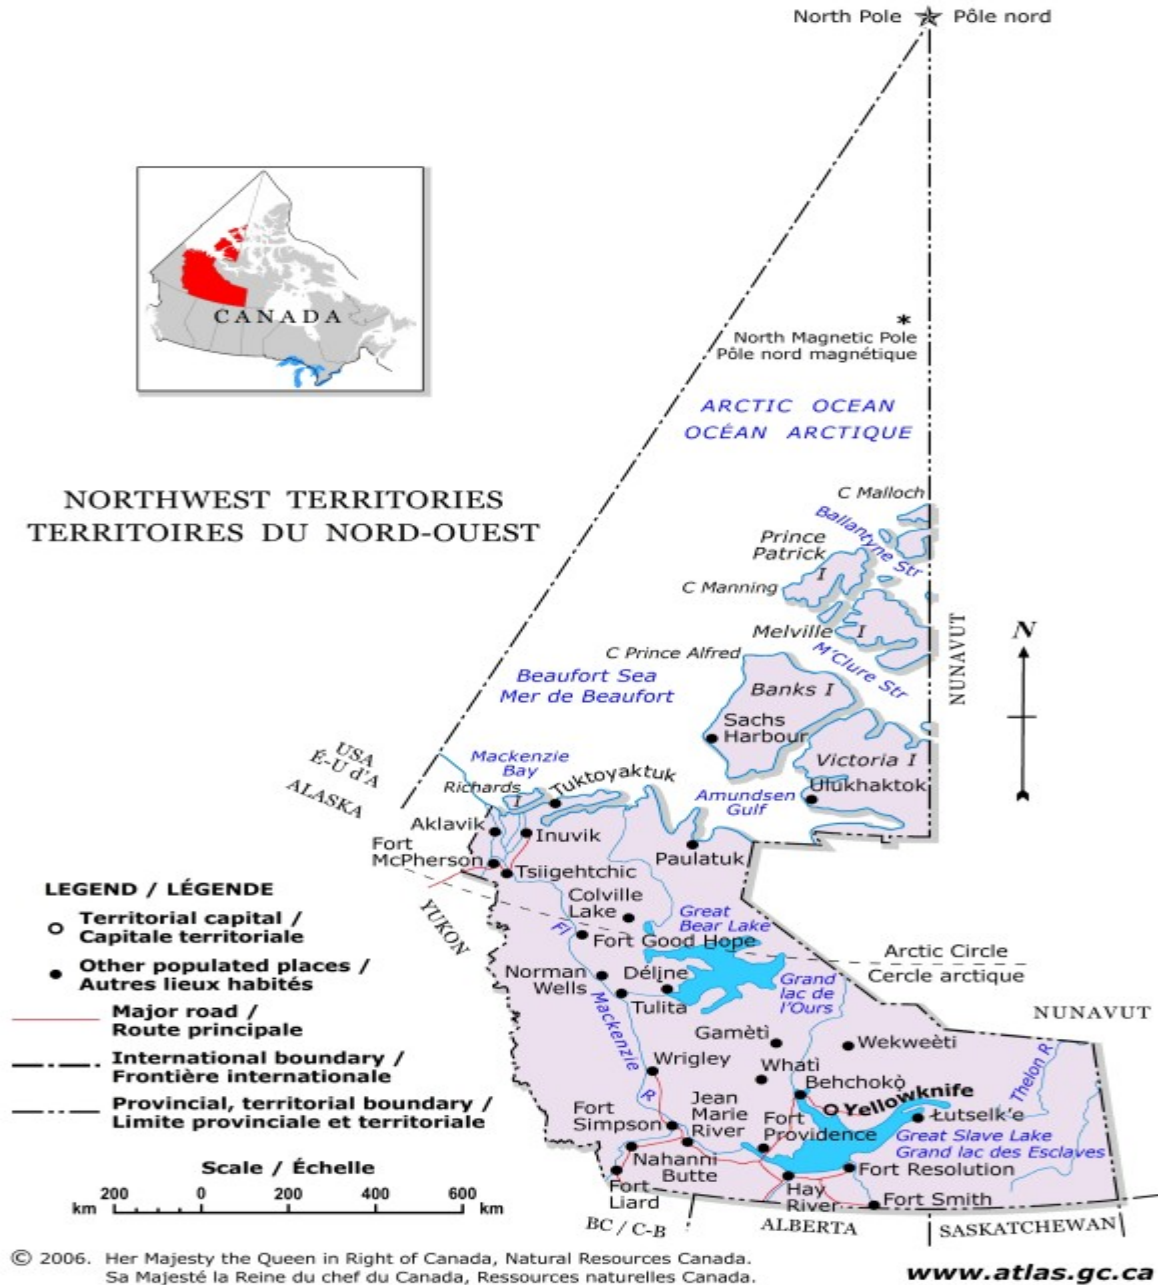 North Pole Pôle nord
CANADA
North Magnetic Pole
Pôle nord magnétique
ARCTIC OCEAN
OCÉAN ARCTIQUE
NORTHWEST TERRITORIES
TERRITOIRES DU NORD-OUEST
C Malloch
Ballantyne Str
Prince
Patrick
I
C Manning
Melville I
M'Clure Str
C Prince Alfred
NUNAVUT
N
Beaufort Sea
Mer de Beaufort
Banks I
Sachs
Harbour
Victoria I
Ulukhaktok
Amundsen
Gulf
USA
É-U d'A
ALASKA
Mackenzie
Bay
Richards
I
Tuktoyaktuk
Aklavik
Inuvik
Fort
McPherson
Tsiigehtchic
Paulatuk
YUKON
Colville
Lake
Great
Bear Lake
Fort Good Hope
Arctic Circle
Cercle arctique
Norman
Wells
Déline
Tulita
Grand
lac de
l'Ours
NUNAVUT
Fl
Mackenzie
R
Gamètì
Wekweèti
Whatì
Wrigley
Behchokò
Thelon R
Yellowknife
Łutselk'e
Jean
Marie
River
Fort
Simpson
Fort
Providence
Great Slave Lake
Grand lac des Esclaves
Nahanni
Butte
Fort Resolution
Fort
Liard
Hay
River
Fort Smith
BC / C-B
ALBERTA
SASKATCHEWAN
LEGEND / LÉGENDE
Territorial capital /
Capitale territoriale
Other populated places /
Autres lieux habités
Major road /
Route principale
International boundary /
Frontière internationale
Provincial, territorial boundary /
Limite provinciale et territoriale
Scale / Échelle
200 0 200 400 600
km km
© 2006. Her Majesty the Queen in Right of Canada, Natural Resources Canada.
Sa Majesté la Reine du chef du Canada, Ressources naturelles Canada.
www.atlas.gc.ca